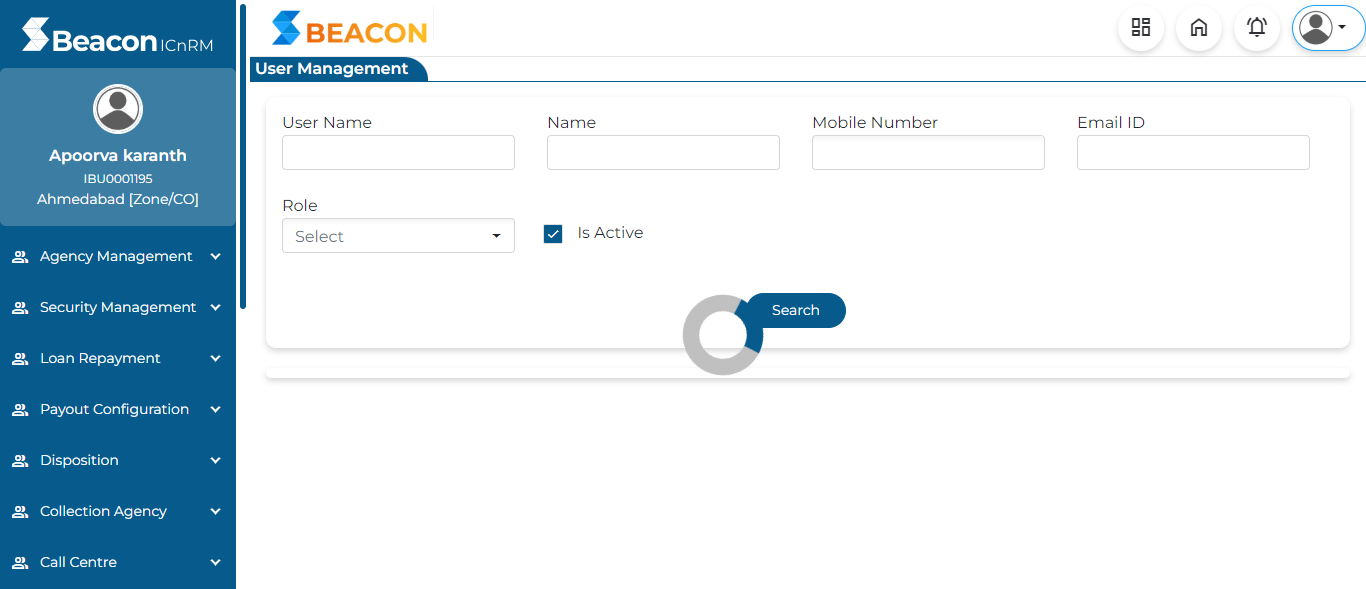 Beacon ICnRM
Apoorva karanth
IBU0001195
Ahmedabad [Zone/CO]
Agency Management
Security Management
Loan Repayment
Payout Configuration
Disposition
Collection Agency
Call Centre
BEACON
User Management
User Name
Name
Mobile Number
Email ID
Role
Select
Is Active
Search